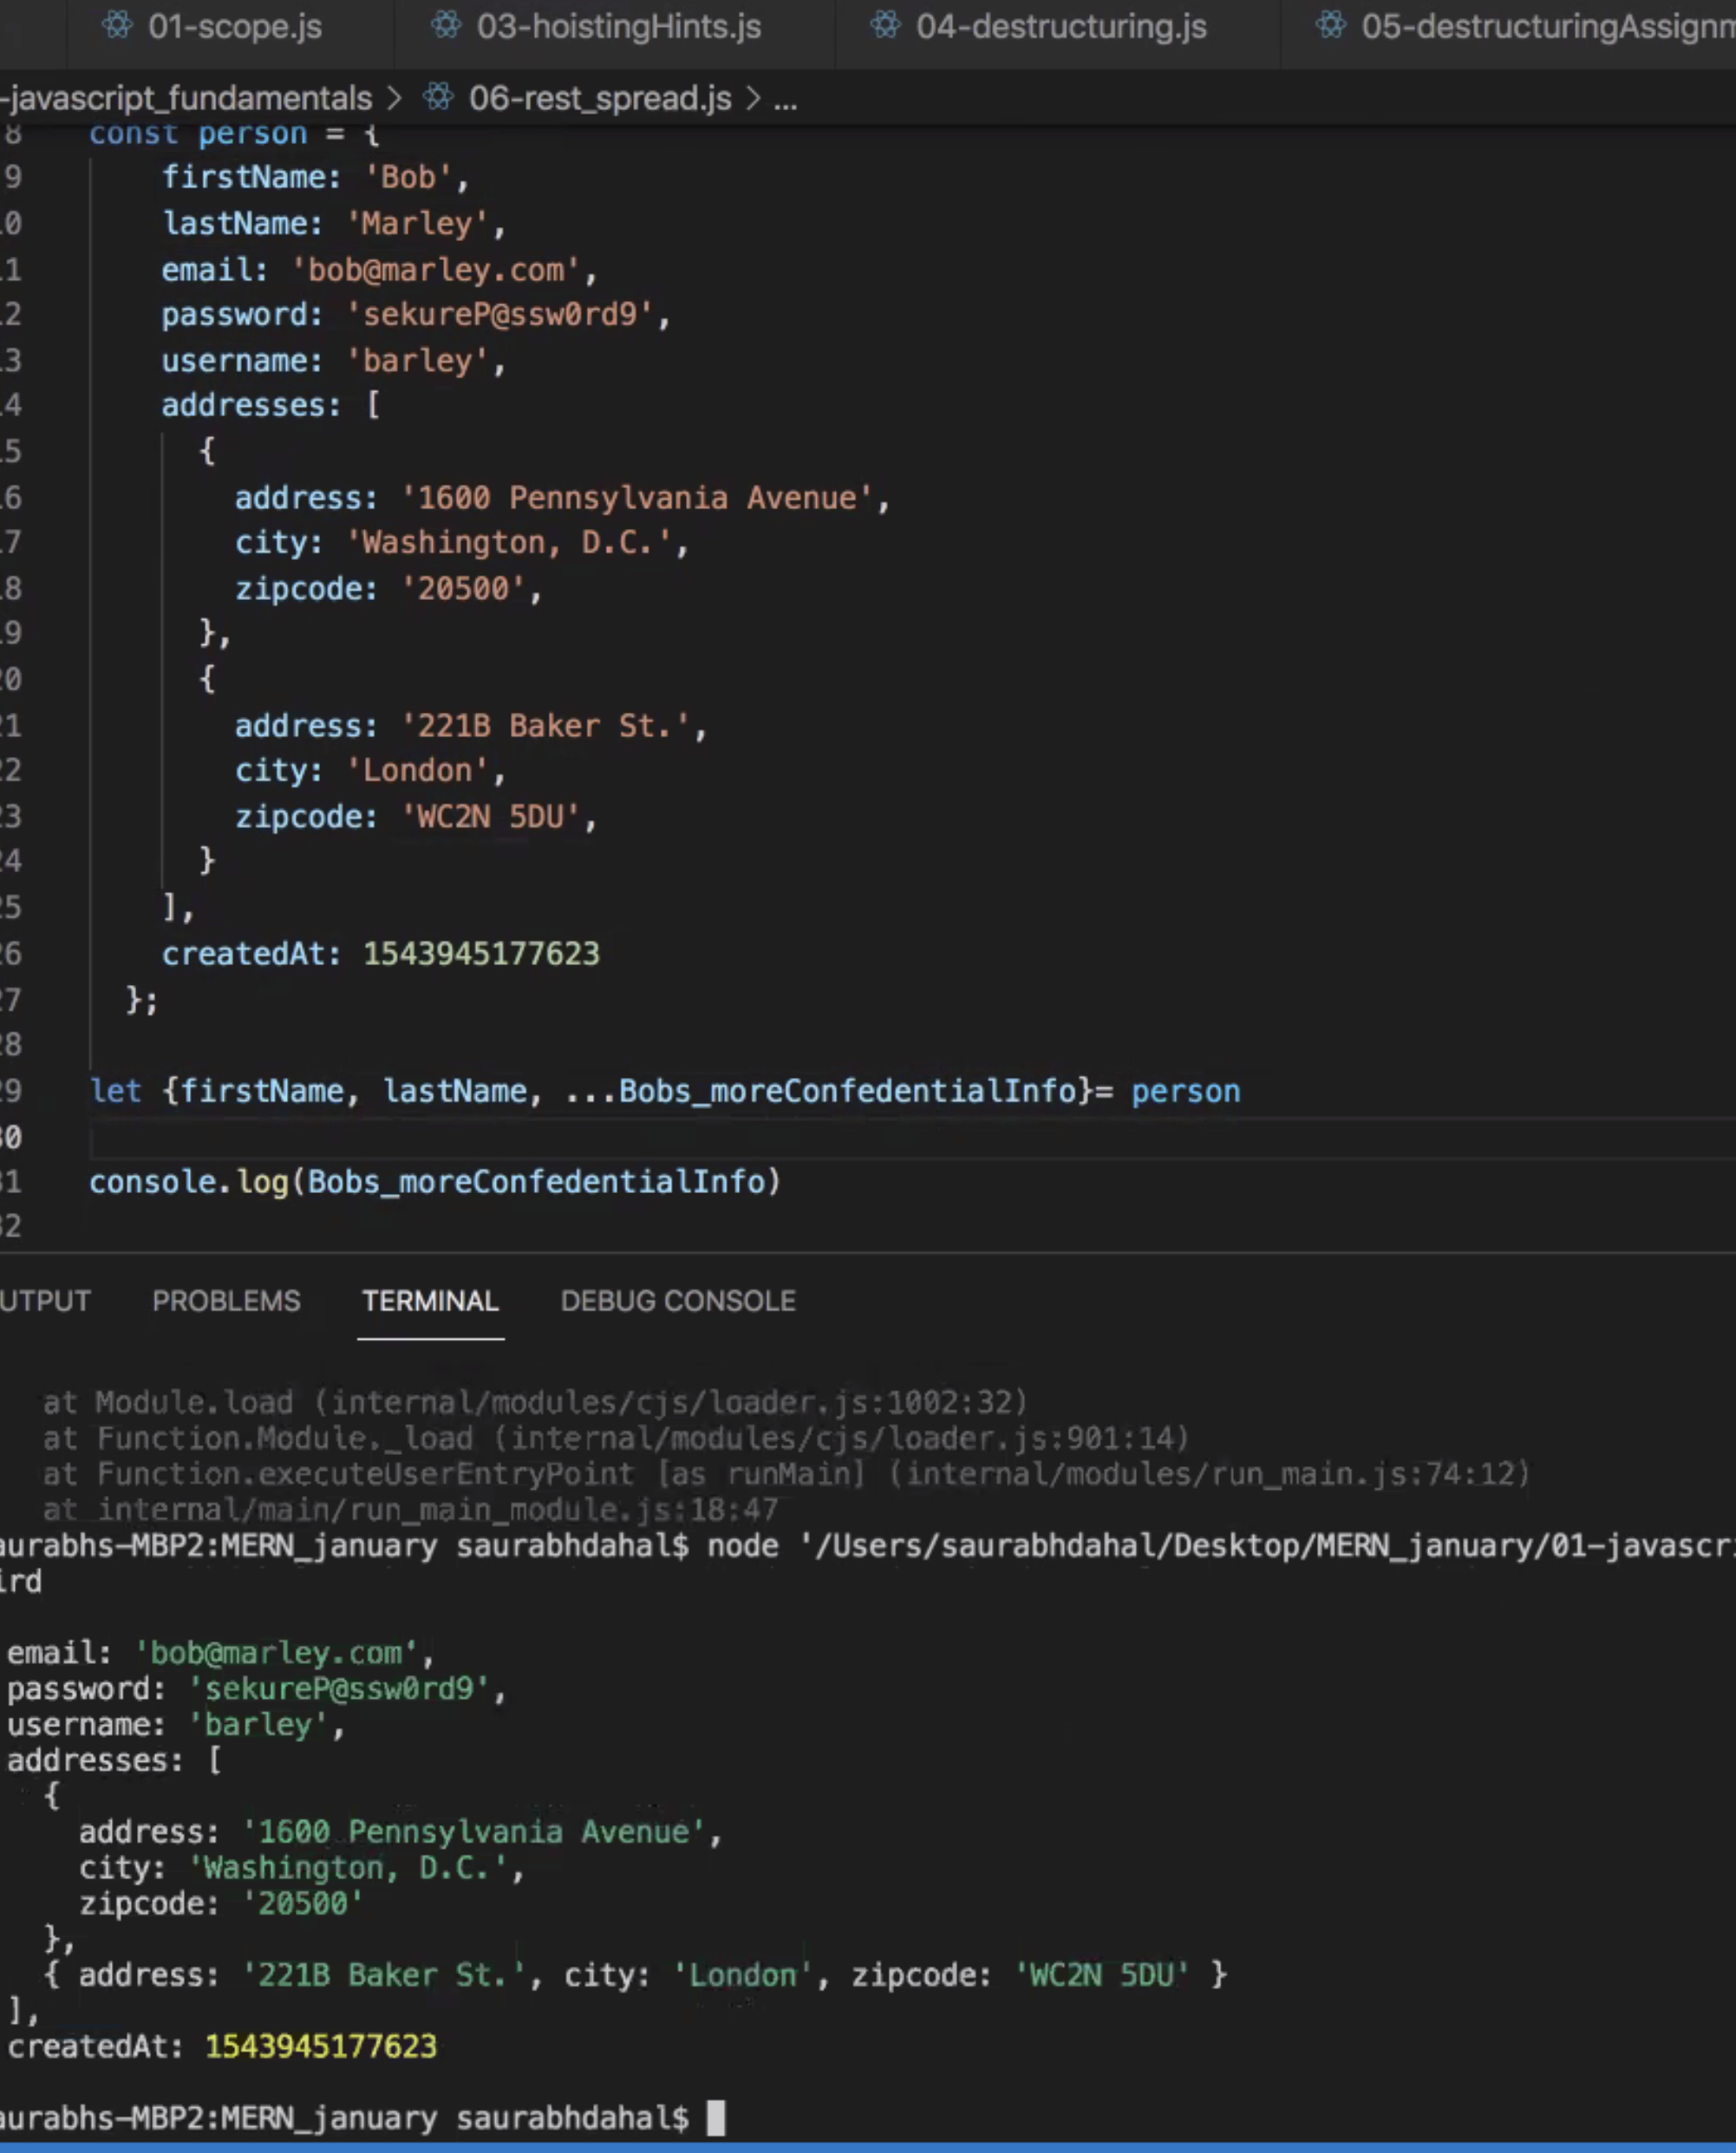 01-scope.js 03-hoistingHints.js 04-destructuring.js 05-destructuringAssignm
-javascript_fundamentals > 06-rest_spread.js > ...
8 const person = {
9 firstName: 'Bob',
10 lastName: 'Marley',
11 email: 'bob@marley.com',
12 password: 'sekureP@ssw0rd9',
13 username: 'barley',
14 addresses: [
15 {
16 address: '1600 Pennsylvania Avenue',
17 city: 'Washington, D.C.',
18 zipcode: '20500',
19 },
20 {
21 address: '221B Baker St.',
22 city: 'London',
23 zipcode: 'WC2N 5DU',
24 }
25 ],
26 createdAt: 1543945177623
27 };
28
29 let {firstName, lastName, ...Bobs_moreConfedentialInfo}= person
30
31 console.log(Bobs_moreConfedentialInfo)
32
UTPUT PROBLEMS TERMINAL DEBUG CONSOLE
at Module.load (internal/modules/cjs/loader.js:1002:32)
at Function.Module._load (internal/modules/cjs/loader.js:901:14)
at Function.executeUserEntryPoint [as runMain] (internal/modules/run_main.js:74:12)
at internal/main/run_main_module.js:18:47
aurabhs-MBP2:MERN_january saurabhdahal$ node '/Users/saurabhdahal/Desktop/MERN_january/01-javascri
ird
email: 'bob@marley.com',
password: 'sekureP@ssw0rd9',
username: 'barley',
addresses: [
{
address: '1600 Pennsylvania Avenue',
city: 'Washington, D.C.',
zipcode: '20500'
},
{ address: '221B Baker St.', city: 'London', zipcode: 'WC2N 5DU' }
],
createdAt: 1543945177623
aurabhs-MBP2:MERN_january saurabhdahal$